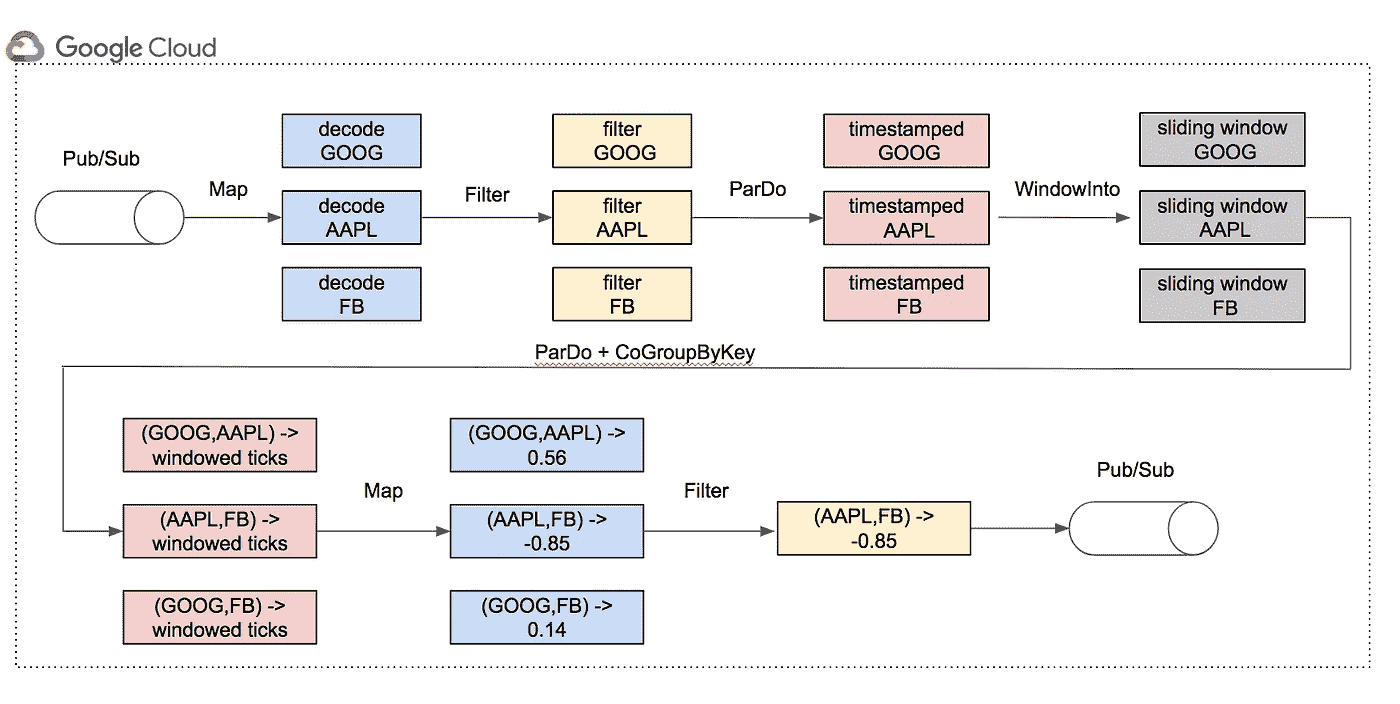 Google Cloud
Pub/Sub
Map
decode
GOOG
decode
AAPL
decode
FB
Filter
filter
GOOG
filter
AAPL
filter
FB
ParDo
timestamped
GOOG
timestamped
AAPL
timestamped
FB
WindowInto
sliding window
GOOG
sliding window
AAPL
sliding window
FB
ParDo + CoGroupByKey
(GOOG,AAPL) ->
windowed ticks
(AAPL,FB) ->
windowed ticks
(GOOG,FB) ->
windowed ticks
Map
(GOOG,AAPL) ->
0.56
(AAPL,FB) ->
-0.85
(GOOG,FB) ->
0.14
Filter
(AAPL,FB) ->
-0.85
Pub/Sub